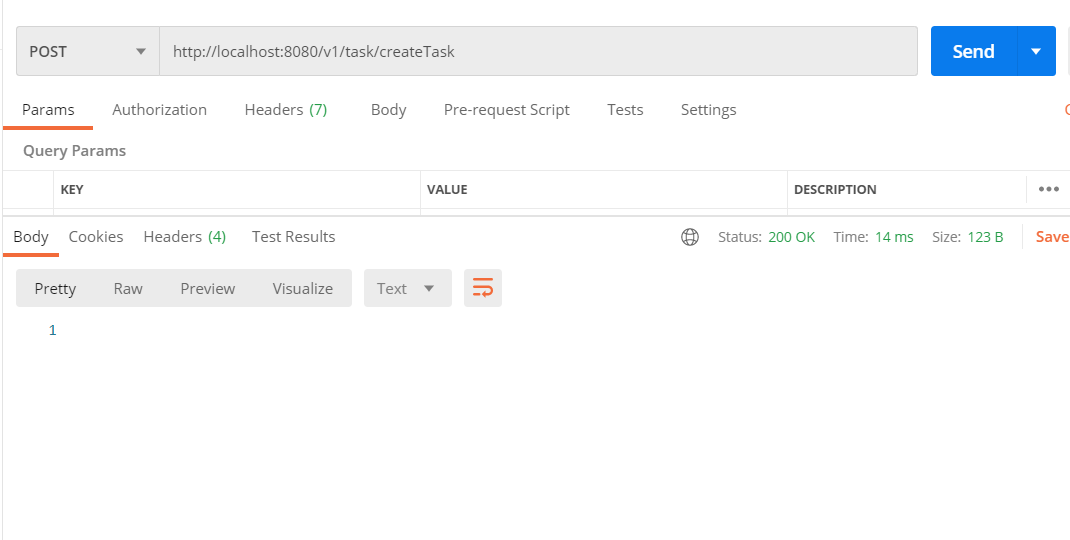 POST http://localhost:8080/v1/task/createTask Send
Params Authorization Headers (7) Body Pre-request Script Tests Settings
Query Params
KEY VALUE DESCRIPTION
Body Cookies Headers (4) Test Results Status: 200 OK Time: 14 ms Size: 123 B Save
Pretty Raw Preview Visualize Text
1